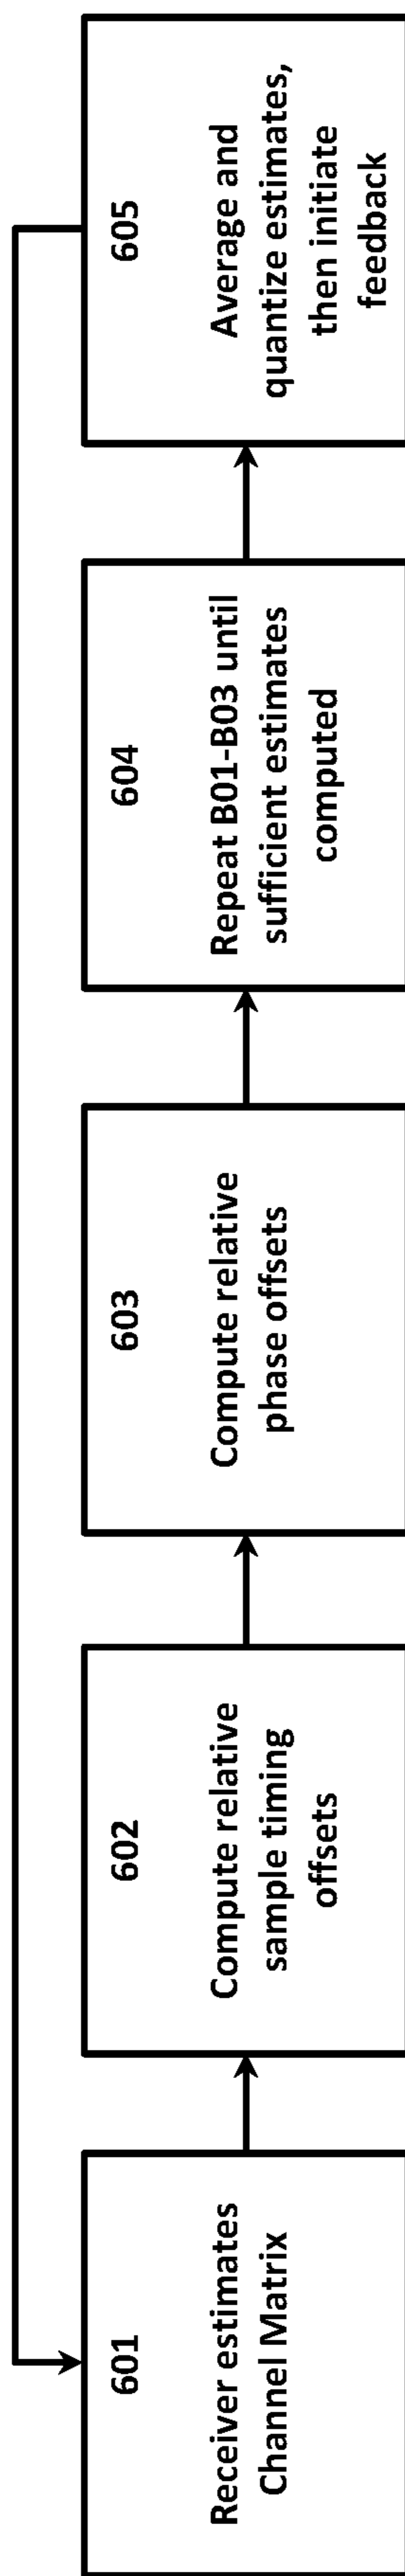 601
Receiver estimates
Channel Matrix
602
Compute relative
sample timing
offsets
603
Compute relative
phase offsets
604
Repeat B01-B03 until
sufficient estimates
computed
605
Average and
quantize estimates,
then initiate
feedback